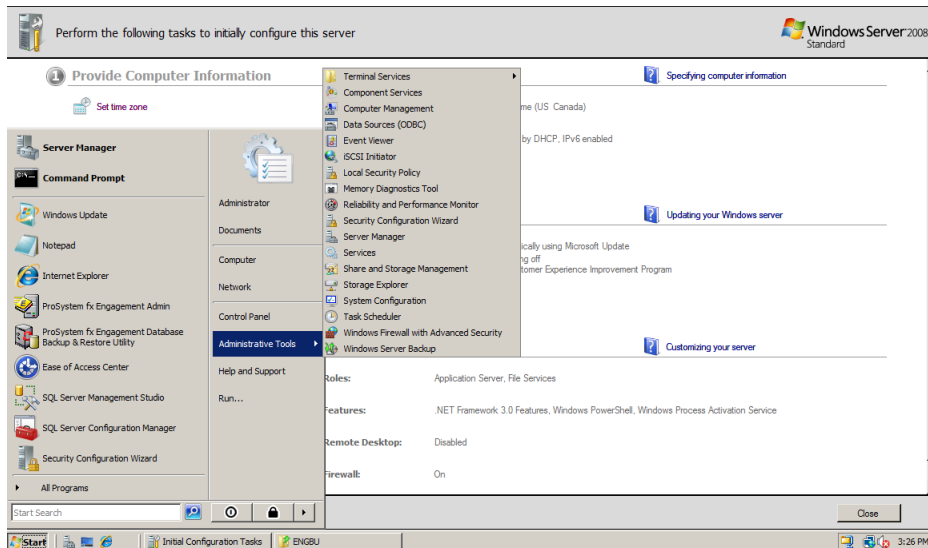 Perform the following tasks to initially configure this server
Windows Server 2008
Standard
1 Provide Computer Information
Specifying computer information
Set time zone
me (US Canada)
by DHCP, IPv6 enabled
Updating your Windows server
ically using Microsoft Update
ng off
tomer Experience Improvement Program
Customizing your server
Roles:
Application Server, File Services
Features:
.NET Framework 3.0 Features, Windows PowerShell, Windows Process Activation Service
Remote Desktop:
Disabled
Firewall:
On
Close
Server Manager
Command Prompt
Windows Update
Notepad
Internet Explorer
ProSystem fx Engagement Admin
ProSystem fx Engagement Database
Backup & Restore Utility
Ease of Access Center
SQL Server Management Studio
SQL Server Configuration Manager
Security Configuration Wizard
All Programs
Start Search
Administrator
Documents
Computer
Network
Control Panel
Administrative Tools
Help and Support
Run...
Terminal Services
Component Services
Computer Management
Data Sources (ODBC)
Event Viewer
iSCSI Initiator
Local Security Policy
Memory Diagnostics Tool
Reliability and Performance Monitor
Security Configuration Wizard
Server Manager
Services
Share and Storage Management
Storage Explorer
System Configuration
Task Scheduler
Windows Firewall with Advanced Security
Windows Server Backup
Start
Initial Configuration Tasks
ENGBU
3:26 PM